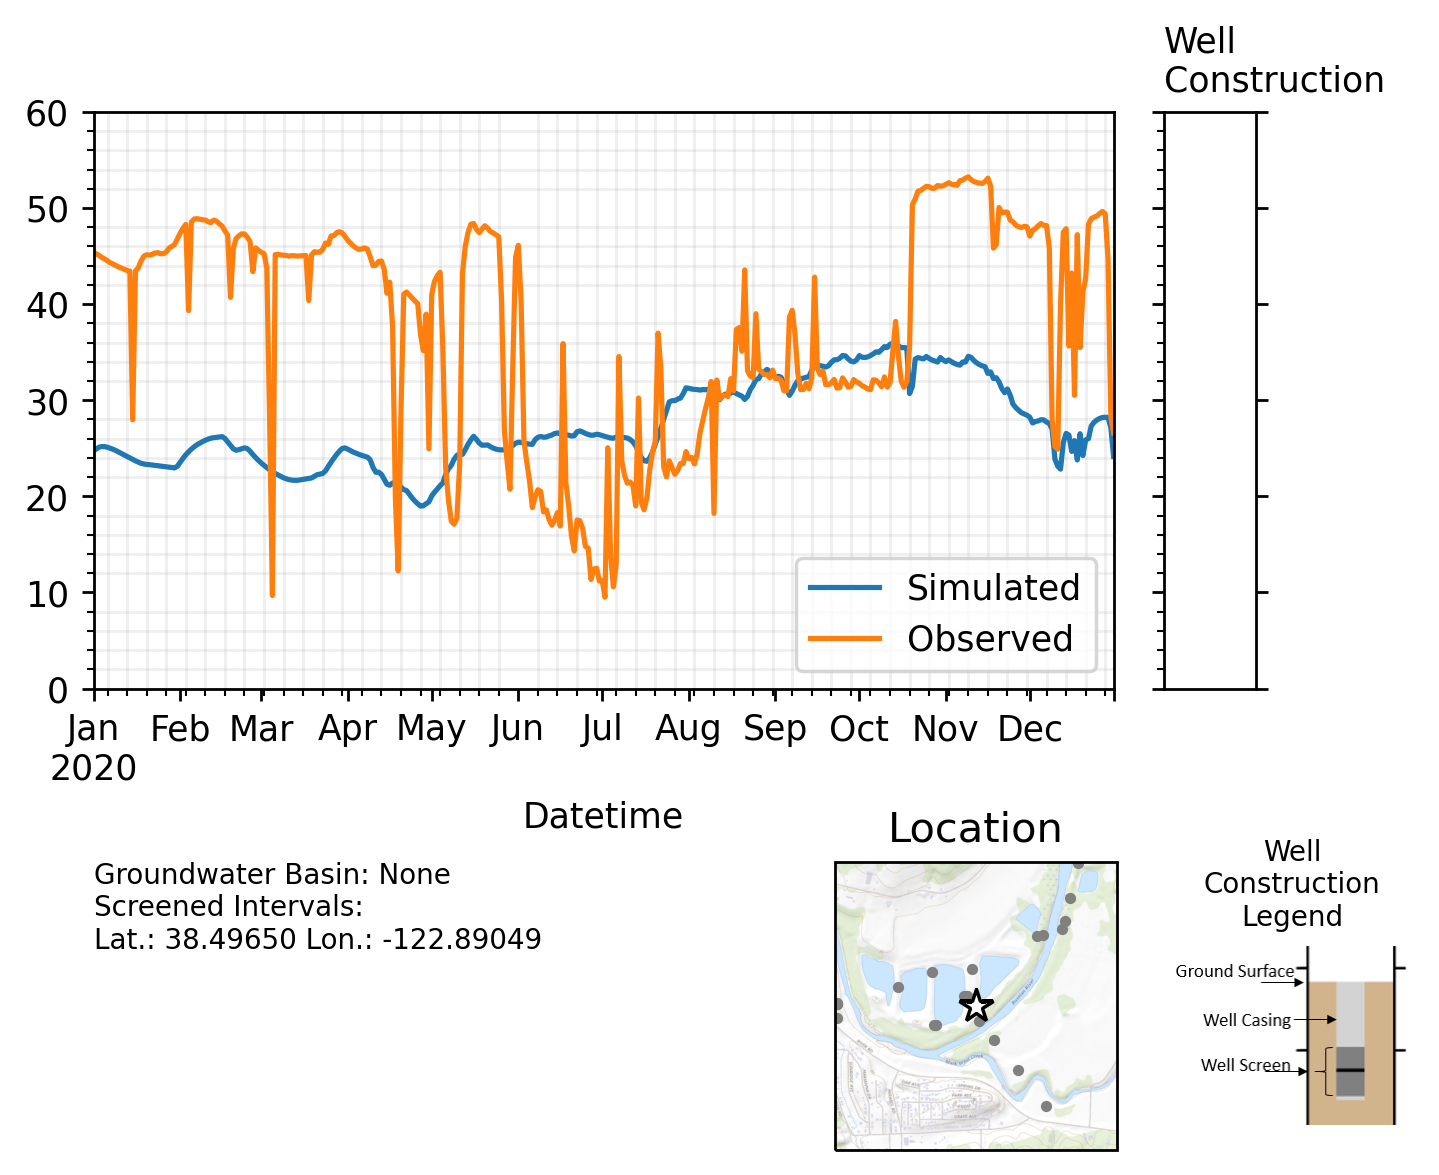 Well
Construction
60
50
40
30
20
10
0
Simulated
Observed
Jan Feb Mar Apr May Jun Jul Aug Sep Oct Nov Dec
2020
Datetime
Groundwater Basin: None
Screened Intervals:
Lat.: 38.49650 Lon.: -122.89049
Location
Well
Construction
Legend
Ground Surface
Well Casing
Well Screen